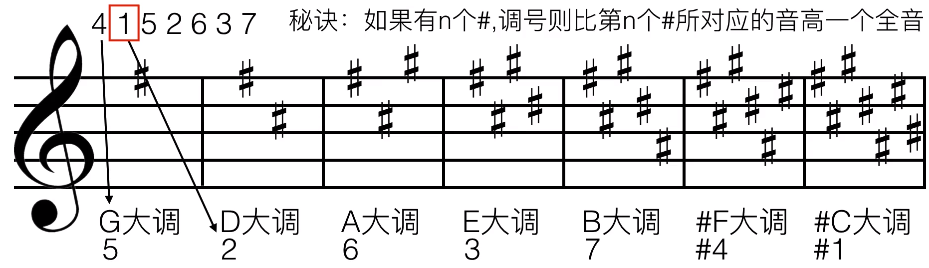 4 1 5 2 6 3 7 秘诀：如果有n个#,调号则比第n个#所对应的音高一个全音
G大调 D大调 A大调 E大调 B大调 #F大调 #C大调
5 2 6 3 7 #4 #1